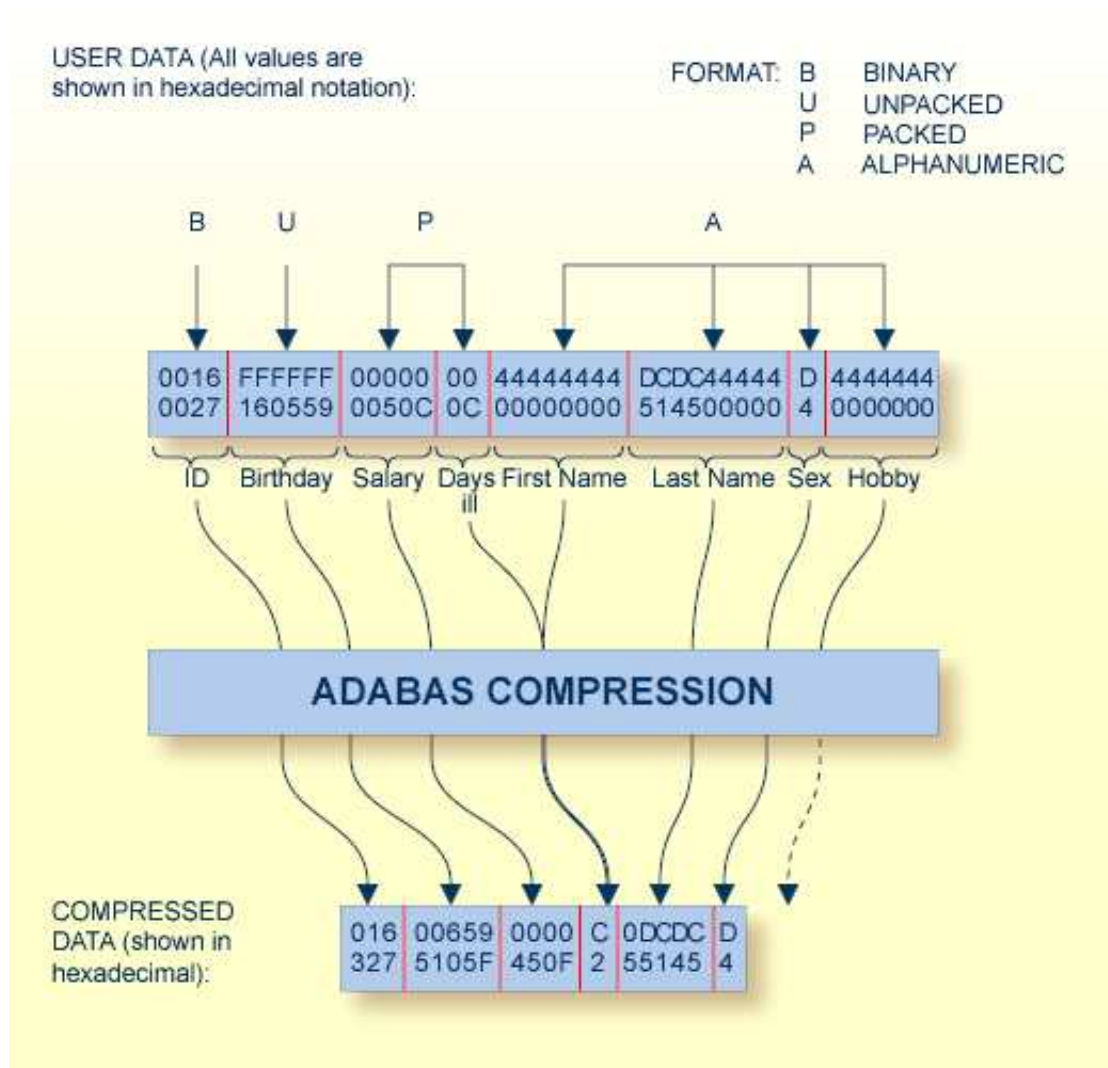 USER DATA (All values are
shown in hexadecimal notation):
FORMAT: B BINARY
U UNPACKED
P PACKED
A ALPHANUMERIC
B U P A
0016 FFFFFF 00000 00 44444444 DCDC44444 D 4444444
0027 160559 0050C 0C 00000000 514500000 4 0000000
ID Birthday Salary Days First Name Last Name Sex Hobby
ill
ADABAS COMPRESSION
COMPRESSED
DATA (shown in
hexadecimal):
016 00659 0000 C 0DCDC D
327 5105F 450F 2 55145 4